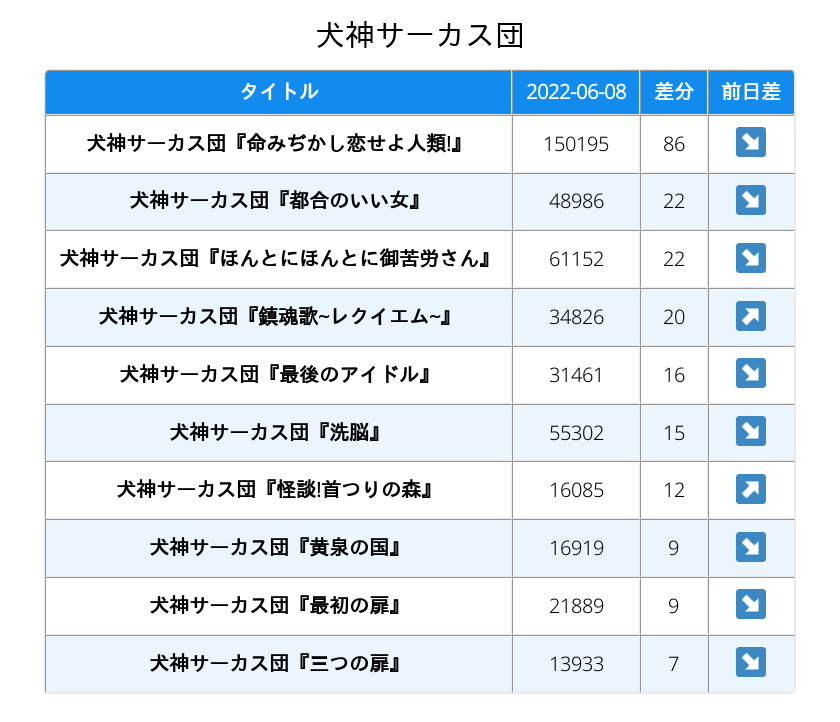 犬神サーカス団
タイトル 2022-06-08 差分 前日差
犬神サーカス団『命みぢかし恋せよ人類!』 150195 86 ↘
犬神サーカス団『都合のいい女』 48986 22 ↘
犬神サーカス団『ほんとにほんとに御苦労さん』 61152 22 ↘
犬神サーカス団『鎮魂歌~レクイエム~』 34826 20 ↗
犬神サーカス団『最後のアイドル』 31461 16 ↘
犬神サーカス団『洗脳』 55302 15 ↘
犬神サーカス団『怪談!首つりの森』 16085 12 ↗
犬神サーカス団『黄泉の国』 16919 9 ↘
犬神サーカス団『最初の扉』 21889 9 ↘
犬神サーカス団『三つの扉』 13933 7 ↘